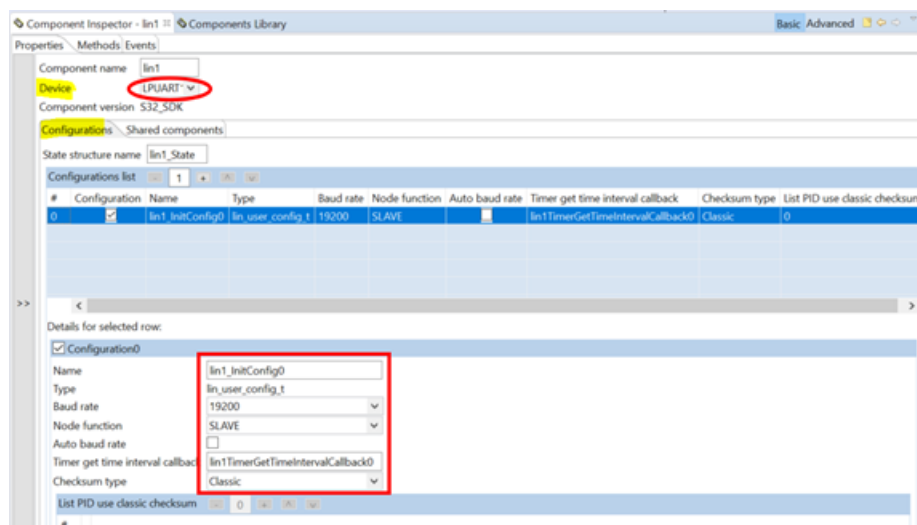 Component Inspector - lin1 Components Library Basic Advanced
Properties Methods Events
Component name lin1
Device LPUART
Component version S32_SDK
Configurations Shared components
State structure name lin1_State
Configurations list - 1 +
# Configuration Name Type Baud rate Node function Auto baud rate Timer get time interval callback Checksum type List PID use classic checksum
0 lin1_InitConfig0 lin_user_config_t 19200 SLAVE lin1TimerGetTimeIntervalCallback0 Classic 0
>>
< >
Details for selected row:
Configuration0
Name lin1_InitConfig0
Type lin_user_config_t
Baud rate 19200
Node function SLAVE
Auto baud rate
Timer get time interval callback lin1TimerGetTimeIntervalCallback0
Checksum type Classic
List PID use classic checksum - 0 +
#